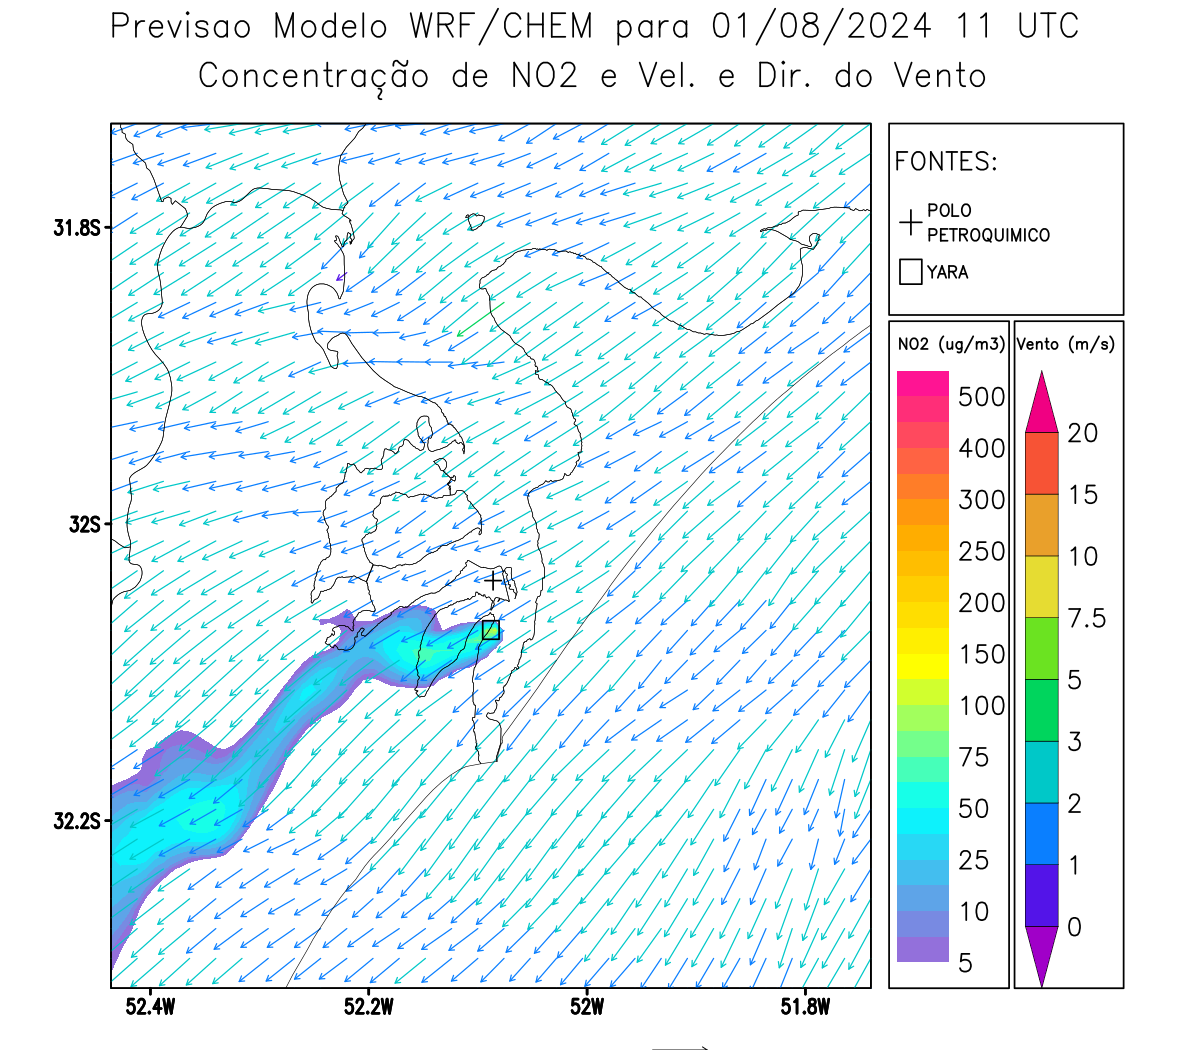 Previsao Modelo WRF/CHEM para 01/08/2024 11 UTC
Concentração de NO2 e Vel. e Dir. do Vento
FONTES:
POLO
PETROQUIMICO
YARA
NO2 (ug/m3)
500
400
300
250
200
150
100
75
50
25
10
5
Vento (m/s)
20
15
10
7.5
5
3
2
1
0
31.8S
32S
32.2S
52.4W 52.2W 52W 51.8W